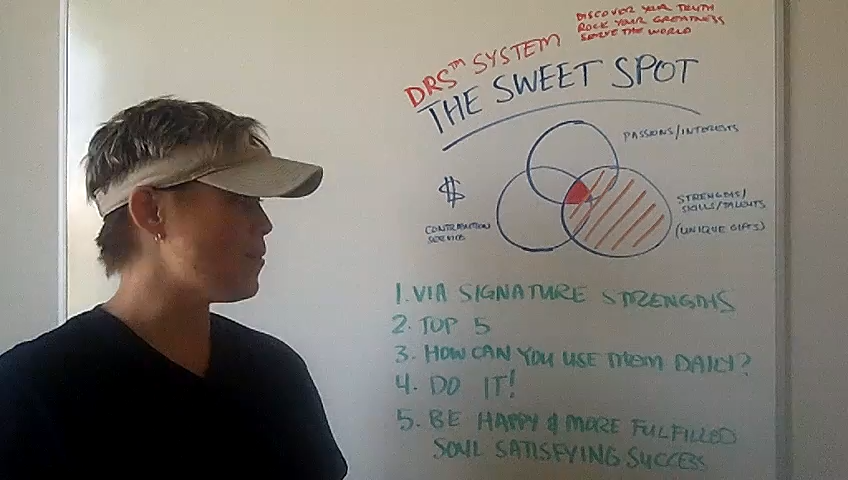 DISCOVER YOUR TRUTH
ROCK YOUR GREATNESS
SERVE THE WORLD
DRS™ SYSTEM
THE SWEET SPOT
PASSIONS/INTERESTS
$
STRENGTHS/
SKILLS/TALENTS
(UNIQUE GIFTS)
CONTRIBUTION
SERVICE
1. VIA SIGNATURE STRENGTHS
2. TOP 5
3. HOW CAN YOU USE THEM DAILY?
4. DO IT!
5. BE HAPPY & MORE FULFILLED
SOUL SATISFYING SUCCESS